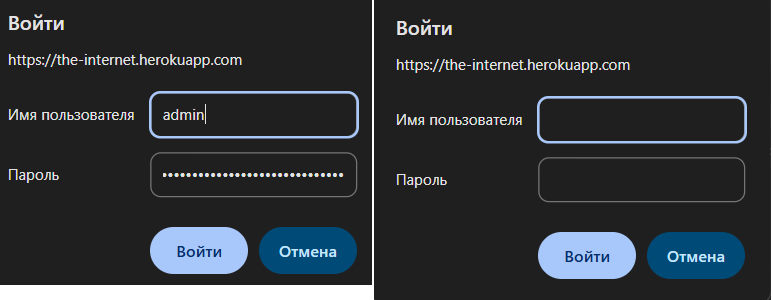 Войти
https://the-internet.herokuapp.com
Имя пользователя admin
Пароль ••••••••••••••••••••••••••••••
Войти Отмена
Войти
https://the-internet.herokuapp.com
Имя пользователя
Пароль
Войти Отмена